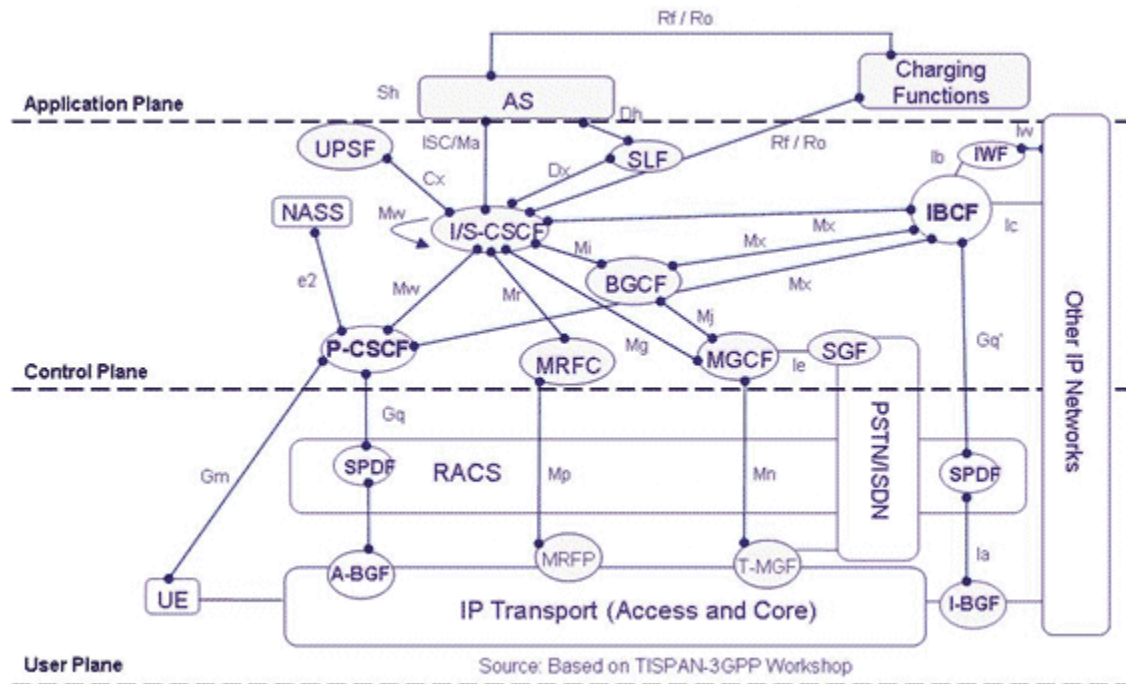 Rf / Ro
Charging
Functions
Sh
AS
Application Plane
Dh
UPSF
ISC/Ma
SLF
Rf / Ro
Iw
IWF
Ib
Cx
Dx
NASS
Mw
I/S-CSCF
IBCF
Mx
Ic
Mi
Mx
BGCF
e2
Mw
Mr
Mx
Other IP Networks
P-CSCF
Mj
Mg
MRFC
MGCF
SGF
Ie
Gq'
Control Plane
Gq
PSTN/ISDN
SPDF
RACS
SPDF
Gm
Mp
Mn
MRFP
T-MGF
Ia
A-BGF
UE
IP Transport (Access and Core)
I-BGF
User Plane
Source: Based on TISPAN-3GPP Workshop